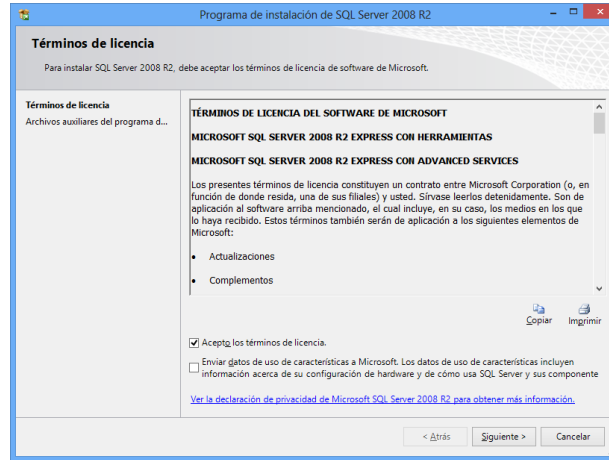 Programa de instalación de SQL Server 2008 R2
Términos de licencia
Para instalar SQL Server 2008 R2, debe aceptar los términos de licencia de software de Microsoft.
Términos de licencia
Archivos auxiliares del programa d...
TÉRMINOS DE LICENCIA DEL SOFTWARE DE MICROSOFT
MICROSOFT SQL SERVER 2008 R2 EXPRESS CON HERRAMIENTAS
MICROSOFT SQL SERVER 2008 R2 EXPRESS CON ADVANCED SERVICES
Los presentes términos de licencia constituyen un contrato entre Microsoft Corporation (o, en
función de donde resida, una de sus filiales) y usted. Sírvase leerlos detenidamente. Son de
aplicación al software arriba mencionado, el cual incluye, en su caso, los medios en los que
lo haya recibido. Estos términos también serán de aplicación a los siguientes elementos de
Microsoft:
• Actualizaciones
• Complementos
Copiar Imprimir
Acepto los términos de licencia.
Enviar datos de uso de características a Microsoft. Los datos de uso de características incluyen
información acerca de su configuración de hardware y de cómo usa SQL Server y sus componente
Ver la declaración de privacidad de Microsoft SQL Server 2008 R2 para obtener más información.
< Atrás Siguiente > Cancelar